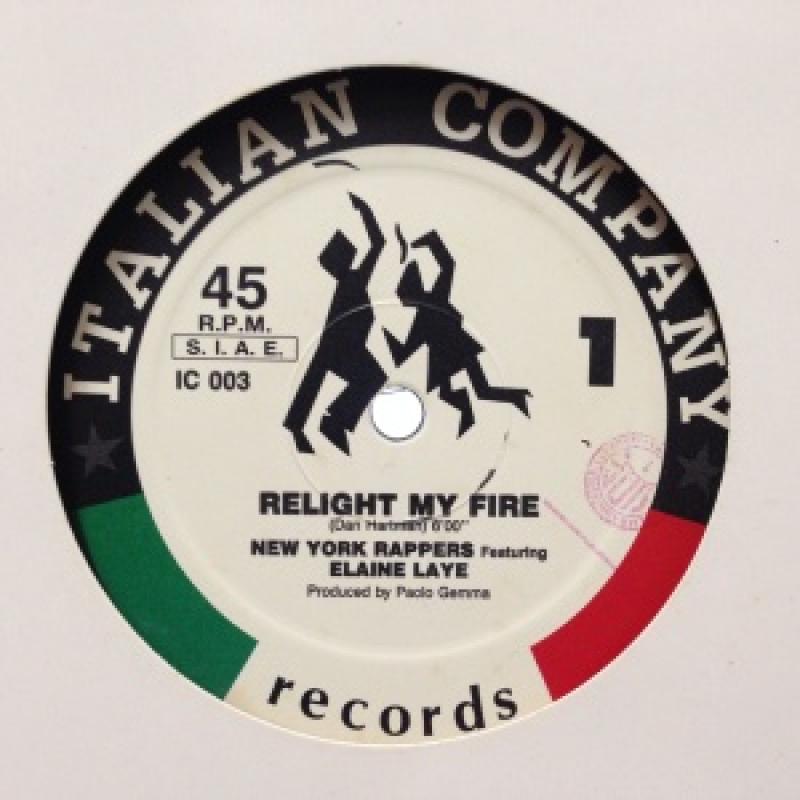 ITALIAN COMPANY
45
R.P.M.
S. I. A. E.
IC 003
1
RELIGHT MY FIRE
(Dan Hartman) 6'00"
NEW YORK RAPPERS Featuring
ELAINE LAYE
Produced by Paolo Gemma
records